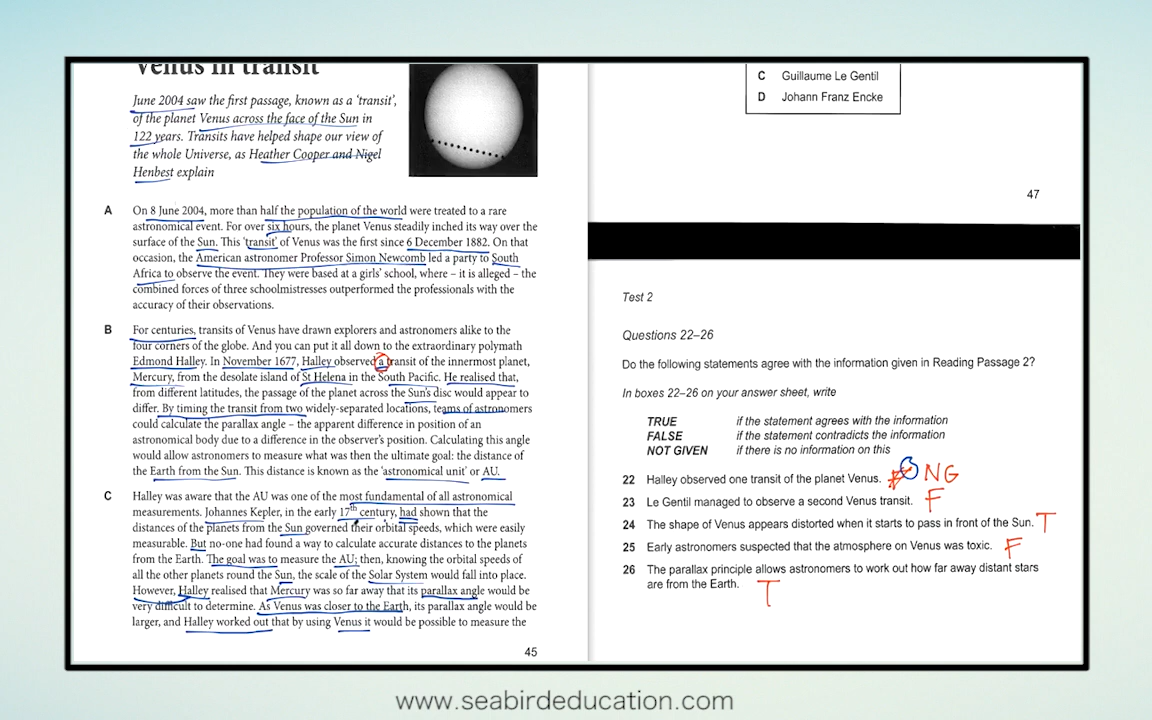 Venus in transit
June 2004 saw the first passage, known as a ‘transit’,
of the planet Venus across the face of the Sun in
122 years. Transits have helped shape our view of
the whole Universe, as Heather Cooper and Nigel
Henbest explain
A On 8 June 2004, more than half the population of the world were treated to a rare
astronomical event. For over six hours, the planet Venus steadily inched its way over the
surface of the Sun. This ‘transit’ of Venus was the first since 6 December 1882. On that
occasion, the American astronomer Professor Simon Newcomb led a party to South
Africa to observe the event. They were based at a girls’ school, where – it is alleged – the
combined forces of three schoolmistresses outperformed the professionals with the
accuracy of their observations.
B For centuries, transits of Venus have drawn explorers and astronomers alike to the
four corners of the globe. And you can put it all down to the extraordinary polymath
Edmond Halley. In November 1677, Halley observed a transit of the innermost planet,
Mercury, from the desolate island of St Helena in the South Pacific. He realised that,
from different latitudes, the passage of the planet across the Sun’s disc would appear to
differ. By timing the transit from two widely-separated locations, teams of astronomers
could calculate the parallax angle – the apparent difference in position of an
astronomical body due to a difference in the observer’s position. Calculating this angle
would allow astronomers to measure what was then the ultimate goal: the distance of
the Earth from the Sun. This distance is known as the ‘astronomical unit’ or AU.
C Halley was aware that the AU was one of the most fundamental of all astronomical
measurements. Johannes Kepler, in the early 17th century, had shown that the
distances of the planets from the Sun governed their orbital speeds, which were easily
measurable. But no-one had found a way to calculate accurate distances to the planets
from the Earth. The goal was to measure the AU; then, knowing the orbital speeds of
all the other planets round the Sun, the scale of the Solar System would fall into place.
However, Halley realised that Mercury was so far away that its parallax angle would be
very difficult to determine. As Venus was closer to the Earth, its parallax angle would be
larger, and Halley worked out that by using Venus it would be possible to measure the
45
C Guillaume Le Gentil
D Johann Franz Encke
47
Test 2
Questions 22–26
Do the following statements agree with the information given in Reading Passage 2?
In boxes 22–26 on your answer sheet, write
TRUE if the statement agrees with the information
FALSE if the statement contradicts the information
NOT GIVEN if there is no information on this
22 Halley observed one transit of the planet Venus. NG
23 Le Gentil managed to observe a second Venus transit. F
24 The shape of Venus appears distorted when it starts to pass in front of the Sun. T
25 Early astronomers suspected that the atmosphere on Venus was toxic. F
26 The parallax principle allows astronomers to work out how far away distant stars
are from the Earth. T
www.seabirdeducation.com